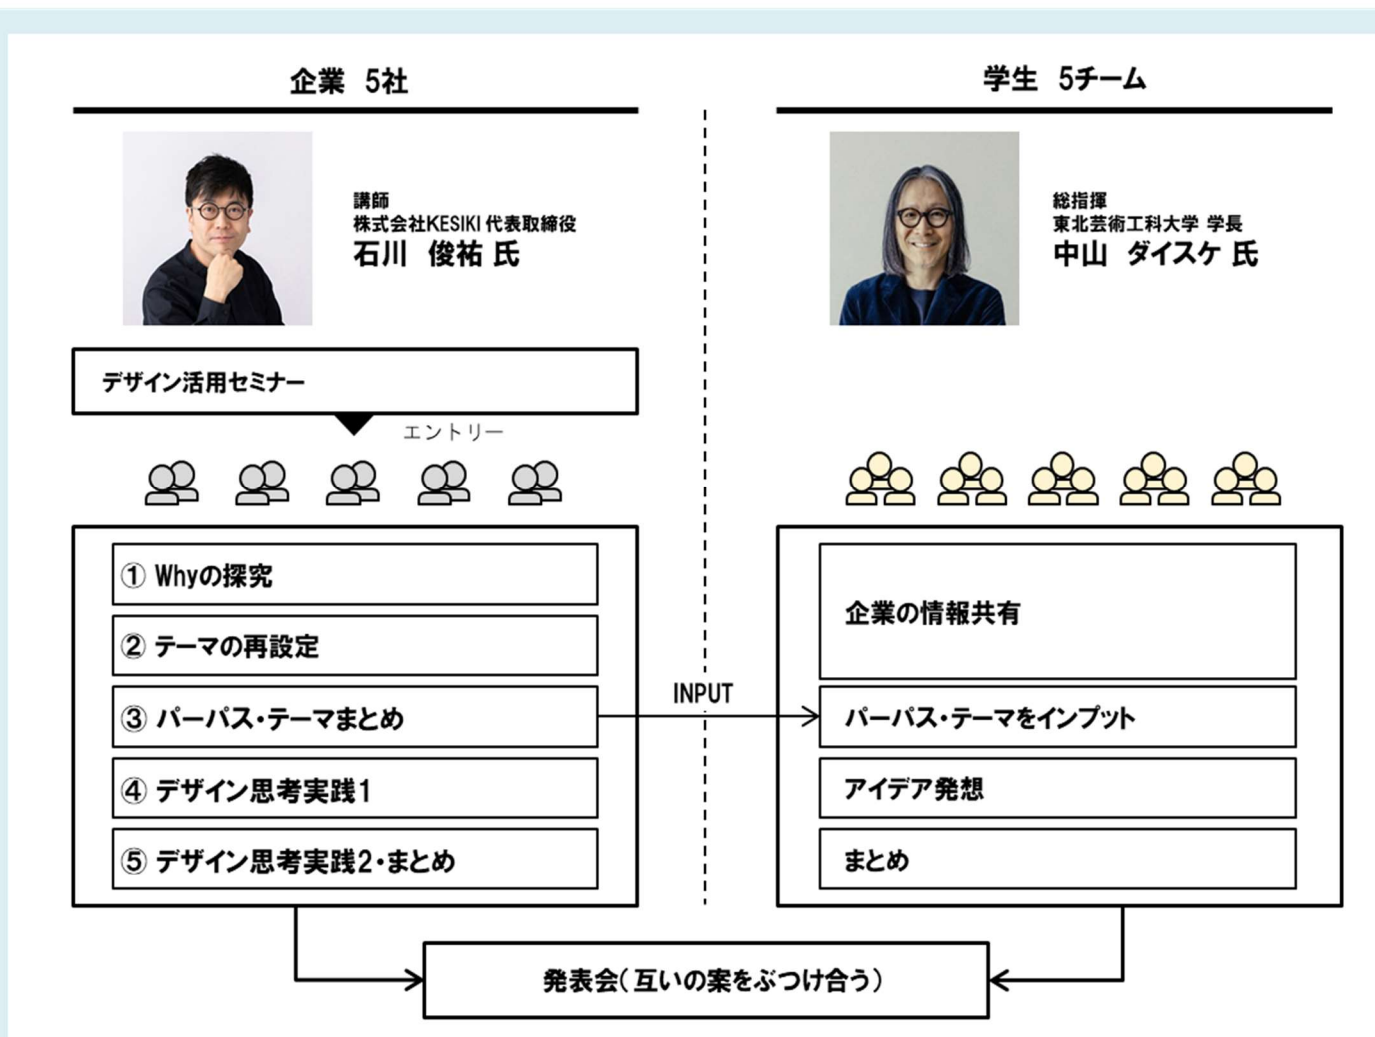 企業 5社
講師
株式会社KESIKI 代表取締役
石川 俊祐 氏
デザイン活用セミナー
エントリー
① Whyの探究
② テーマの再設定
③ パーパス・テーマまとめ
④ デザイン思考実践1
⑤ デザイン思考実践2・まとめ
INPUT
学生 5チーム
総指揮
東北芸術工科大学 学長
中山 ダイスケ 氏
企業の情報共有
パーパス・テーマをインプット
アイデア発想
まとめ
発表会(互いの案をぶつけ合う)